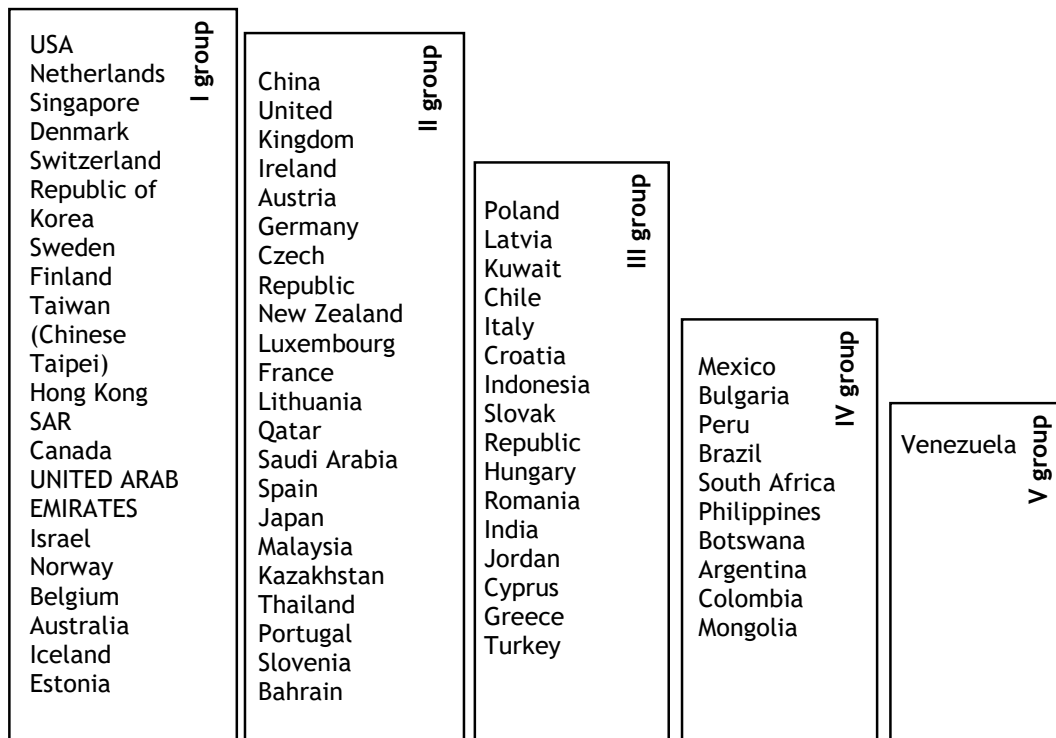 I group
USA
Netherlands
Singapore
Denmark
Switzerland
Republic of
Korea
Sweden
Finland
Taiwan
(Chinese
Taipei)
Hong Kong
SAR
Canada
UNITED ARAB
EMIRATES
Israel
Norway
Belgium
Australia
Iceland
Estonia
II group
China
United
Kingdom
Ireland
Austria
Germany
Czech
Republic
New Zealand
Luxembourg
France
Lithuania
Qatar
Saudi Arabia
Spain
Japan
Malaysia
Kazakhstan
Thailand
Portugal
Slovenia
Bahrain
III group
Poland
Latvia
Kuwait
Chile
Italy
Croatia
Indonesia
Slovak
Republic
Hungary
Romania
India
Jordan
Cyprus
Greece
Turkey
IV group
Mexico
Bulgaria
Peru
Brazil
South Africa
Philippines
Botswana
Argentina
Colombia
Mongolia
V group
Venezuela